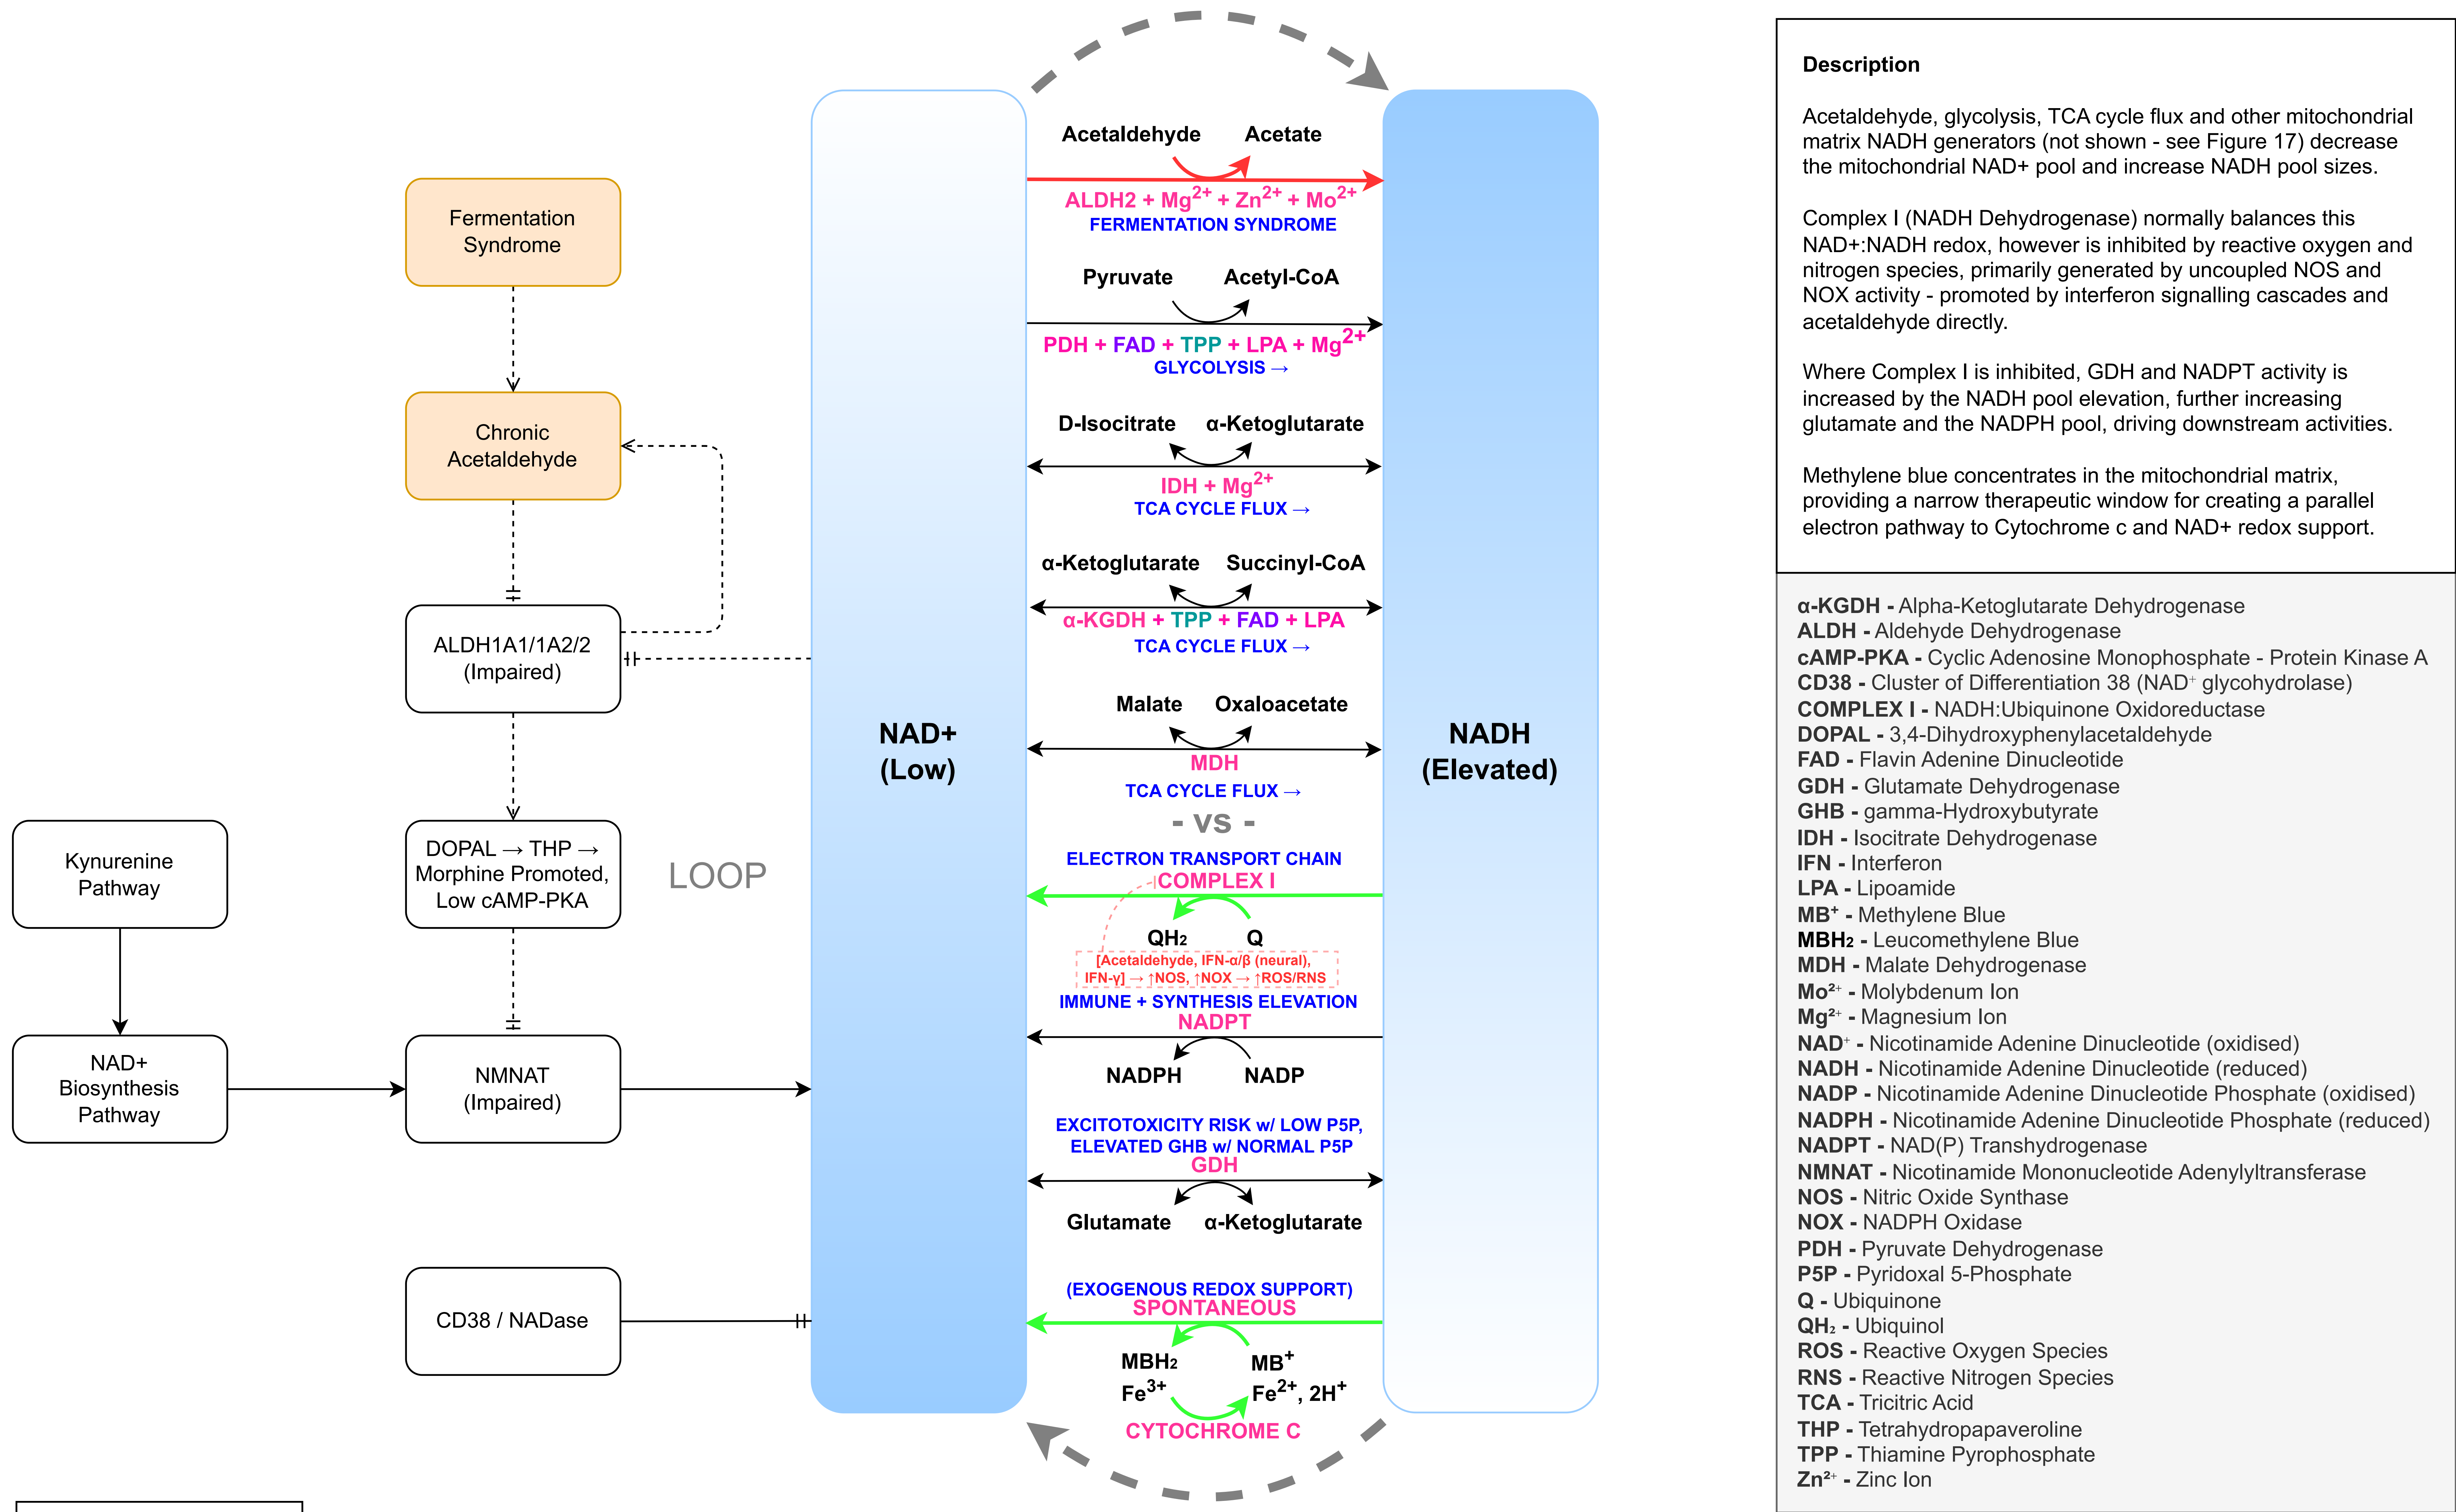 Fermentation
Syndrome
Chronic
Acetaldehyde
ALDH1A1/1A2/2
(Impaired)
DOPAL → THP →
Morphine Promoted,
Low cAMP-PKA
LOOP
Kynurenine
Pathway
NAD+
Biosynthesis
Pathway
NMNAT
(Impaired)
CD38 / NADase
NAD+
(Low)
Acetaldehyde Acetate
ALDH2 + Mg²⁺ + Zn²⁺ + Mo²⁺
FERMENTATION SYNDROME
Pyruvate Acetyl-CoA
PDH + FAD + TPP + LPA + Mg²⁺
GLYCOLYSIS →
D-Isocitrate α-Ketoglutarate
IDH + Mg²⁺
TCA CYCLE FLUX →
α-Ketoglutarate Succinyl-CoA
α-KGDH + TPP + FAD + LPA
TCA CYCLE FLUX →
Malate Oxaloacetate
MDH
TCA CYCLE FLUX →
- vs -
ELECTRON TRANSPORT CHAIN
COMPLEX I
QH₂ Q
[Acetaldehyde, IFN-α/β (neural),
IFN-γ] → ↑NOS, ↑NOX → ↑ROS/RNS
IMMUNE + SYNTHESIS ELEVATION
NADPT
NADPH NADP
EXCITOTOXICITY RISK w/ LOW P5P,
ELEVATED GHB w/ NORMAL P5P
GDH
Glutamate α-Ketoglutarate
(EXOGENOUS REDOX SUPPORT)
SPONTANEOUS
MBH₂ MB⁺
Fe³⁺ Fe²⁺, 2H⁺
CYTOCHROME C
NADH
(Elevated)
Description
Acetaldehyde, glycolysis, TCA cycle flux and other mitochondrial
matrix NADH generators (not shown - see Figure 17) decrease
the mitochondrial NAD+ pool and increase NADH pool sizes.
Complex I (NADH Dehydrogenase) normally balances this
NAD+:NADH redox, however is inhibited by reactive oxygen and
nitrogen species, primarily generated by uncoupled NOS and
NOX activity - promoted by interferon signalling cascades and
acetaldehyde directly.
Where Complex I is inhibited, GDH and NADPT activity is
increased by the NADH pool elevation, further increasing
glutamate and the NADPH pool, driving downstream activities.
Methylene blue concentrates in the mitochondrial matrix,
providing a narrow therapeutic window for creating a parallel
electron pathway to Cytochrome c and NAD+ redox support.
α-KGDH - Alpha-Ketoglutarate Dehydrogenase
ALDH - Aldehyde Dehydrogenase
cAMP-PKA - Cyclic Adenosine Monophosphate - Protein Kinase A
CD38 - Cluster of Differentiation 38 (NAD⁺ glycohydrolase)
COMPLEX I - NADH:Ubiquinone Oxidoreductase
DOPAL - 3,4-Dihydroxyphenylacetaldehyde
FAD - Flavin Adenine Dinucleotide
GDH - Glutamate Dehydrogenase
GHB - gamma-Hydroxybutyrate
IDH - Isocitrate Dehydrogenase
IFN - Interferon
LPA - Lipoamide
MB⁺ - Methylene Blue
MBH₂ - Leucomethylene Blue
MDH - Malate Dehydrogenase
Mo²⁺ - Molybdenum Ion
Mg²⁺ - Magnesium Ion
NAD⁺ - Nicotinamide Adenine Dinucleotide (oxidised)
NADH - Nicotinamide Adenine Dinucleotide (reduced)
NADP - Nicotinamide Adenine Dinucleotide Phosphate (oxidised)
NADPH - Nicotinamide Adenine Dinucleotide Phosphate (reduced)
NADPT - NAD(P) Transhydrogenase
NMNAT - Nicotinamide Mononucleotide Adenylyltransferase
NOS - Nitric Oxide Synthase
NOX - NADPH Oxidase
PDH - Pyruvate Dehydrogenase
P5P - Pyridoxal 5-Phosphate
Q - Ubiquinone
QH₂ - Ubiquinol
ROS - Reactive Oxygen Species
RNS - Reactive Nitrogen Species
TCA - Tricitric Acid
THP - Tetrahydropapaveroline
TPP - Thiamine Pyrophosphate
Zn²⁺ - Zinc Ion